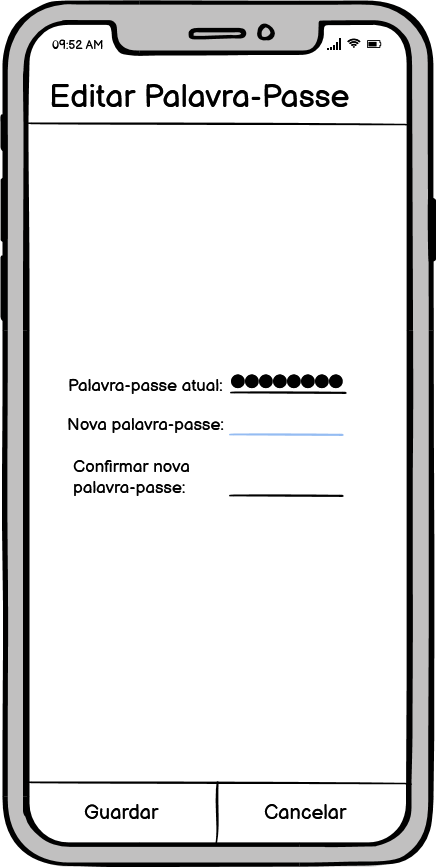 09:52 AM
Editar Palavra-Passe
Palavra-passe atual:
Nova palavra-passe:
Confirmar nova
palavra-passe:
Guardar
Cancelar